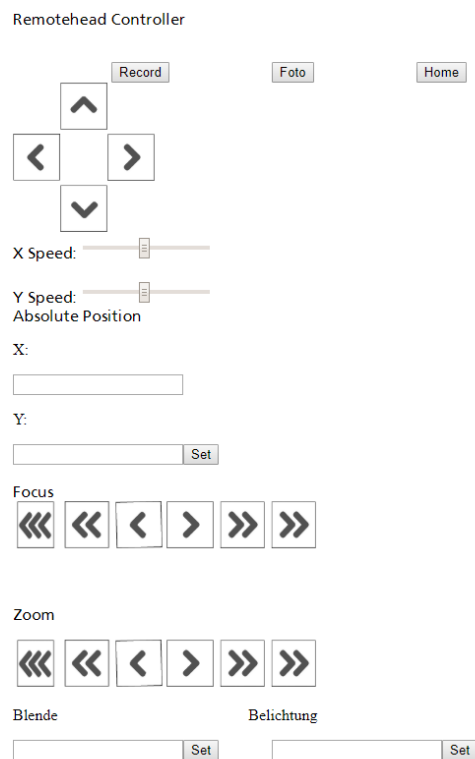 Remotehead Controller
Record Foto Home
X Speed:
Y Speed:
Absolute Position
X:
Y:
Set
Focus
Zoom
Blende Belichtung
Set Set